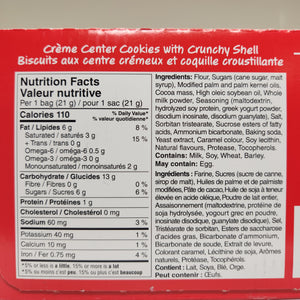 Crème Center Cookies with Crunchy Shell
Biscuits aux centre crémeux et coquille croustillante
Nutrition Facts
Valeur nutritive
Per 1 bag (21 g) / pour 1 sac (21 g)
Calories 110
% Daily Value*
% valeur quotidienne*
Fat / Lipides 6 g 8 %
Saturated / saturés 3 g
+ Trans / trans 0 g 15 %
Omega-6 / oméga-6 0.5 g
Omega-3 / oméga-3 0 g
Monounsaturated / monoinsaturés 2 g
Carbohydrate / Glucides 13 g
Fibre / Fibres 0 g 0 %
Sugars / Sucres 6 g 6 %
Protein / Protéines 1 g
Cholesterol / Cholestérol 0 mg
Sodium 60 mg 3 %
Potassium 40 mg 1 %
Calcium 10 mg 1 %
Iron / Fer 0.75 mg 4 %
*5% or less is a little, 15% or more is a lot
*5% ou moins c'est peu, 15% ou plus c'est beaucoup
Ingredients: Flour, Sugars (cane sugar, malt
syrup), Modified palm and palm kernel oils,
Cocoa mass, High oleic soybean oil, Whole
milk powder, Seasoning (maltodextrin,
hydrolyzed soy protein, green yogurt powder,
disodium inosinate, disodium guanylate), Salt,
Sorbitan tristearate, Sucrose esters of fatty
acids, Ammonium bicarbonate, Baking soda,
Yeast extract, Caramel colour, Soy lecithin,
Natural flavours, Protease, Tocopherols.
Contains: Milk, Soy, Wheat, Barley.
May contain: Egg.
Ingrédients: Farine, Sucres (sucre de canne,
sirop de malt), Huiles de palme et de palmiste
modifiées, Pâte de cacao, Huile de soja à teneur
élevée en acide oléique, Poudre de lait entier,
Assaisonnement (maltodextrine, protéine de
soja hydrolysée, yogourt grec en poudre,
inosinate disodique, guanylate disodique), Sel,
Tristéarate de sorbitan, Esters de saccharose
d'acides gras, Bicarbonate d'ammonium,
Bicarbonate de soude, Extrait de levure,
Colorant caramel, Lécithine de soja, Arômes
naturels, Protéase, Tocophérols.
Contient: Lait, Soya, Blé, Orge.
Peut contenir: Œufs.